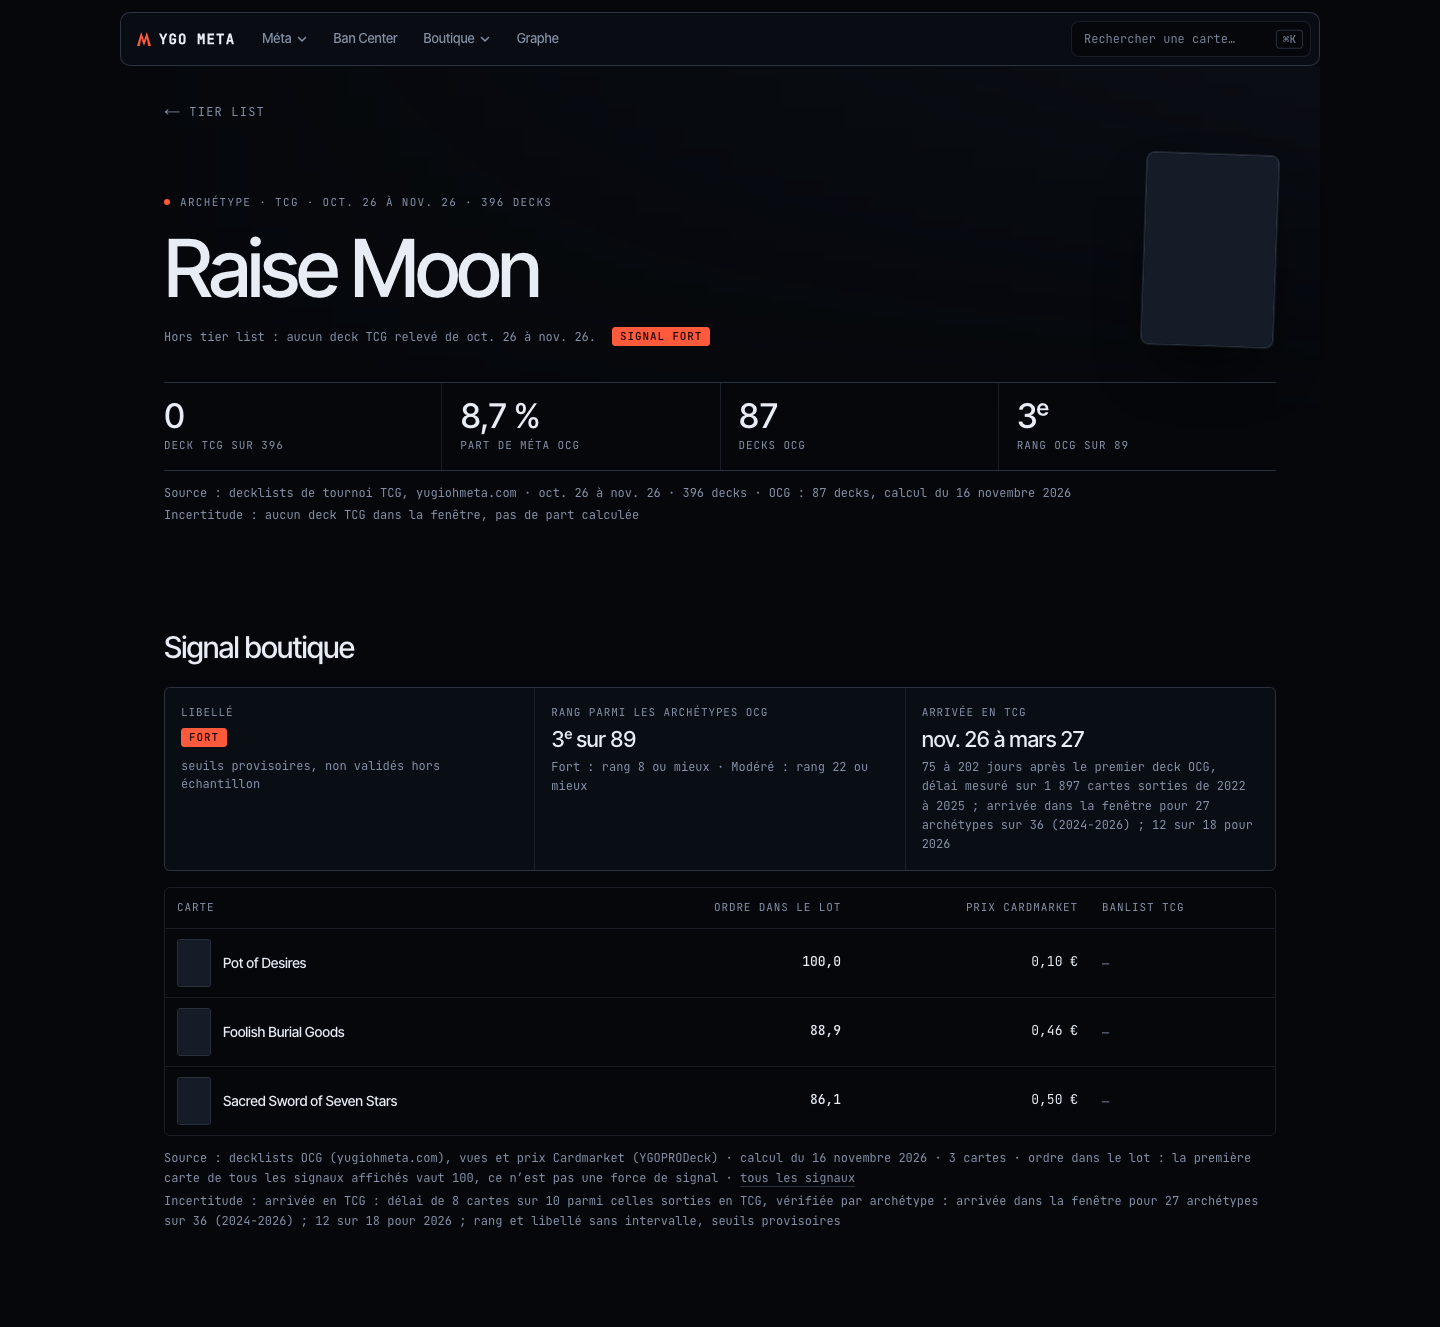 YGO META
Méta
Ban Center
Boutique
Graphe
Rechercher une carte…
⌘K
← TIER LIST
ARCHÉTYPE · TCG · OCT. 26 À NOV. 26 · 396 DECKS
Raise Moon
Hors tier list : aucun deck TCG relevé de oct. 26 à nov. 26.
SIGNAL FORT
0
DECK TCG SUR 396
8,7 %
PART DE MÉTA OCG
87
DECKS OCG
3e
RANG OCG SUR 89
Source : decklists de tournoi TCG, yugiohmeta.com · oct. 26 à nov. 26 · 396 decks · OCG : 87 decks, calcul du 16 novembre 2026
Incertitude : aucun deck TCG dans la fenêtre, pas de part calculée
Signal boutique
LIBELLÉ
FORT
seuils provisoires, non validés hors
échantillon
RANG PARMI LES ARCHÉTYPES OCG
3e sur 89
Fort : rang 8 ou mieux · Modéré : rang 22 ou
mieux
ARRIVÉE EN TCG
nov. 26 à mars 27
75 à 202 jours après le premier deck OCG,
délai mesuré sur 1 897 cartes sorties de 2022
à 2025 ; arrivée dans la fenêtre pour 27
archétypes sur 36 (2024-2026) ; 12 sur 18 pour
2026
CARTE
ORDRE DANS LE LOT
PRIX CARDMARKET
BANLIST TCG
Pot of Desires
100,0
0,10 €
—
Foolish Burial Goods
88,9
0,46 €
—
Sacred Sword of Seven Stars
86,1
0,50 €
—
Source : decklists OCG (yugiohmeta.com), vues et prix Cardmarket (YGOPRODeck) · calcul du 16 novembre 2026 · 3 cartes · ordre dans le lot : la première
carte de tous les signaux affichés vaut 100, ce n’est pas une force de signal · tous les signaux
Incertitude : arrivée en TCG : délai de 8 cartes sur 10 parmi celles sorties en TCG, vérifiée par archétype : arrivée dans la fenêtre pour 27 archétypes
sur 36 (2024-2026) ; 12 sur 18 pour 2026 ; rang et libellé sans intervalle, seuils provisoires